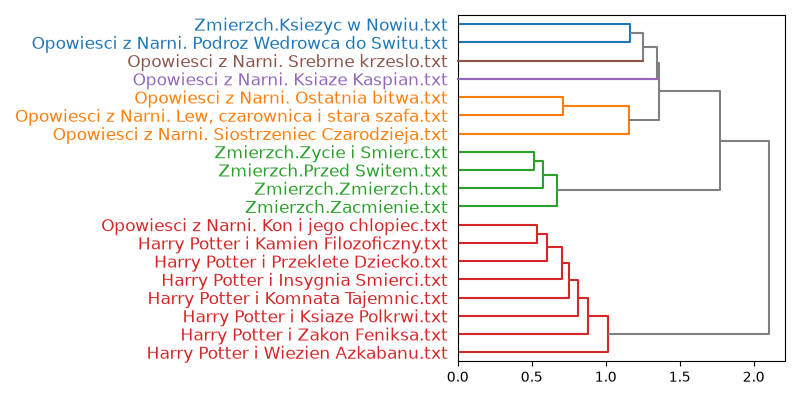 Zmierzch.Ksiezyc w Nowiu.txt
Opowiesci z Narni. Podroz Wedrowca do Switu.txt
Opowiesci z Narni. Srebrne krzeslo.txt
Opowiesci z Narni. Ksiaze Kaspian.txt
Opowiesci z Narni. Ostatnia bitwa.txt
Opowiesci z Narni. Lew, czarownica i stara szafa.txt
Opowiesci z Narni. Siostrzeniec Czarodzieja.txt
Zmierzch.Zycie i Smierc.txt
Zmierzch.Przed Switem.txt
Zmierzch.Zmierzch.txt
Zmierzch.Zacmienie.txt
Opowiesci z Narni. Kon i jego chlopiec.txt
Harry Potter i Kamien Filozoficzny.txt
Harry Potter i Przeklete Dziecko.txt
Harry Potter i Insygnia Smierci.txt
Harry Potter i Komnata Tajemnic.txt
Harry Potter i Ksiaze Polkrwi.txt
Harry Potter i Zakon Feniksa.txt
Harry Potter i Wiezien Azkabanu.txt
0.0 0.5 1.0 1.5 2.0